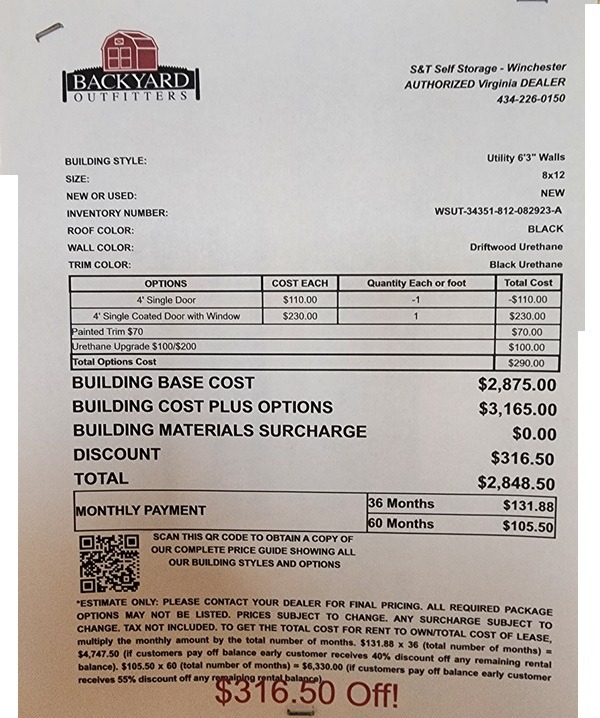 BACKYARD
OUTFITTERS
S&T Self Storage - Winchester
AUTHORIZED Virginia DEALER
434-226-0150
BUILDING STYLE: Utility 6'3" Walls
SIZE: 8x12
NEW OR USED: NEW
INVENTORY NUMBER: WSUT-34351-812-082923-A
ROOF COLOR: BLACK
WALL COLOR: Driftwood Urethane
TRIM COLOR: Black Urethane
OPTIONS COST EACH Quantity Each or foot Total Cost
4' Single Door $110.00 -1 -$110.00
4' Single Coated Door with Window $230.00 1 $230.00
Painted Trim $70 $70.00
Urethane Upgrade $100/$200 $100.00
Total Options Cost $290.00
BUILDING BASE COST $2,875.00
BUILDING COST PLUS OPTIONS $3,165.00
BUILDING MATERIALS SURCHARGE $0.00
DISCOUNT $316.50
TOTAL $2,848.50
MONTHLY PAYMENT
36 Months $131.88
60 Months $105.50
SCAN THIS QR CODE TO OBTAIN A COPY OF
OUR COMPLETE PRICE GUIDE SHOWING ALL
OUR BUILDING STYLES AND OPTIONS
*ESTIMATE ONLY: PLEASE CONTACT YOUR DEALER FOR FINAL PRICING. ALL REQUIRED PACKAGE
OPTIONS MAY NOT BE LISTED. PRICES SUBJECT TO CHANGE. ANY SURCHARGE SUBJECT TO
CHANGE. TAX NOT INCLUDED. TO GET THE TOTAL COST FOR RENT TO OWN/TOTAL COST OF LEASE,
multiply the monthly amount by the total number of months. $131.88 x 36 (total number of months) =
$4,747.50 (if customers pay off balance early customer receives 40% discount off any remaining rental
balance). $105.50 x 60 (total number of months) = $6,330.00 (if customers pay off balance early customer
receives 55% discount off any remaining rental balance)
$316.50 Off!